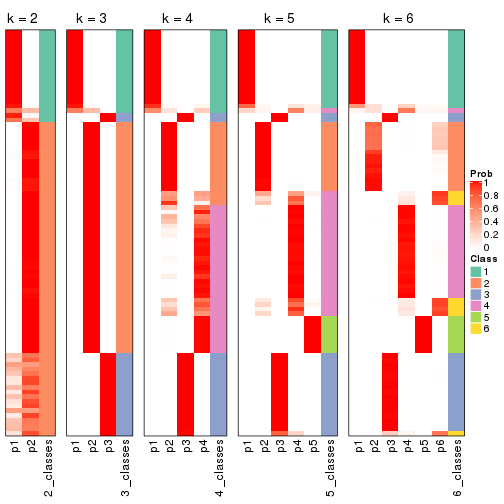 k = 2
k = 3
k = 4
k = 5
k = 6
p1
p2
2_classes
p1
p2
p3
3_classes
p1
p2
p3
p4
4_classes
p1
p2
p3
p4
p5
5_classes
p1
p2
p3
p4
p5
p6
6_classes
Prob
1
0.8
0.6
0.4
0.2
0
Class
1
2
3
4
5
6